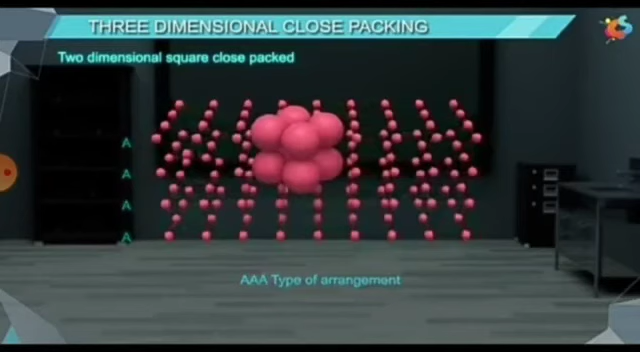 THREE DIMENSIONAL CLOSE PACKING
Two dimensional square close packed
A
A
A
A
AAA Type of arrangement